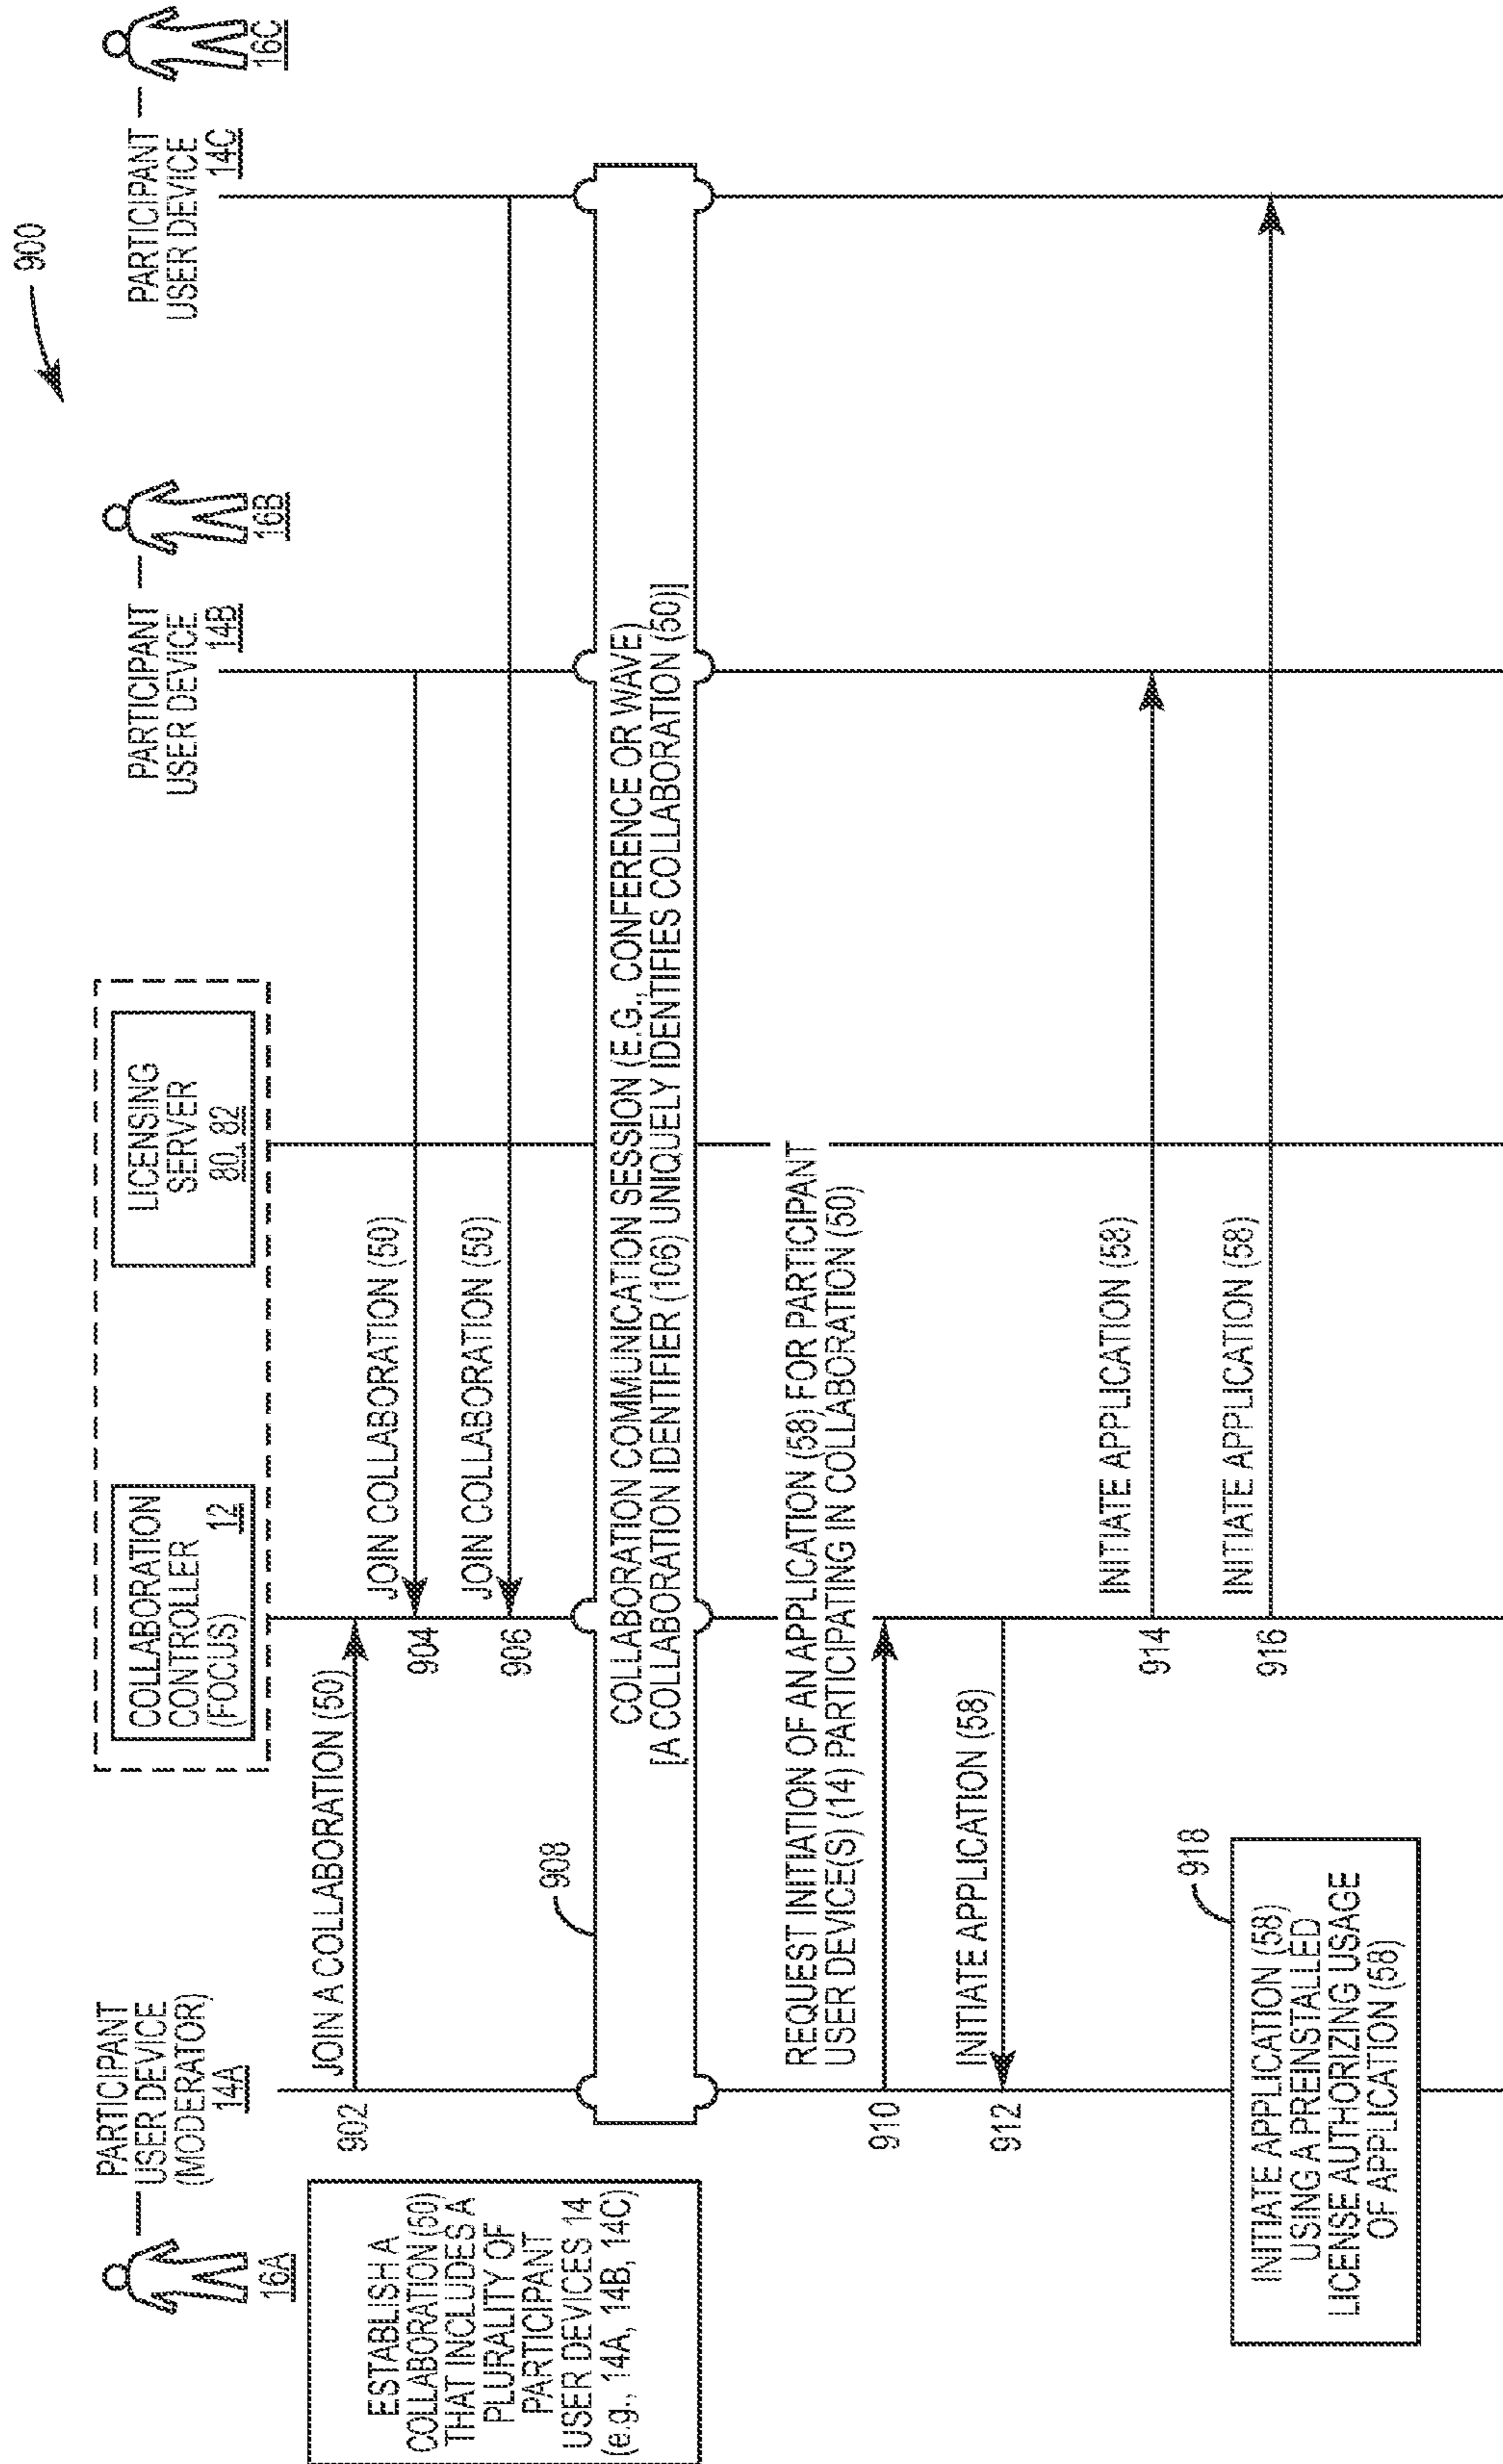 900
PARTICIPANT
USER DEVICE
(MODERATOR)
14A
16A
COLLABORATION
CONTROLLER
(FOCUS) 12
LICENSING
SERVER
80, 82
PARTICIPANT
USER DEVICE
14B
16B
PARTICIPANT
USER DEVICE
14C
16C
ESTABLISH A
COLLABORATION (50)
THAT INCLUDES A
PLURALITY OF
PARTICIPANT
USER DEVICES 14
(e.g., 14A, 14B, 14C)
902
JOIN A COLLABORATION (50)
JOIN COLLABORATION (50)
904
JOIN COLLABORATION (50)
906
908
COLLABORATION COMMUNICATION SESSION (E.G., CONFERENCE OR WAVE)
[A COLLABORATION IDENTIFIER (106) UNIQUELY IDENTIFIES COLLABORATION (50)]
REQUEST INITIATION OF AN APPLICATION (58) FOR PARTICIPANT
USER DEVICE(S) (14) PARTICIPATING IN COLLABORATION (50)
910
INITIATE APPLICATION (58)
912
INITIATE APPLICATION (58)
914
INITIATE APPLICATION (58)
916
918
INITIATE APPLICATION (58)
USING A PREINSTALLED
LICENSE AUTHORIZING USAGE
OF APPLICATION (58)